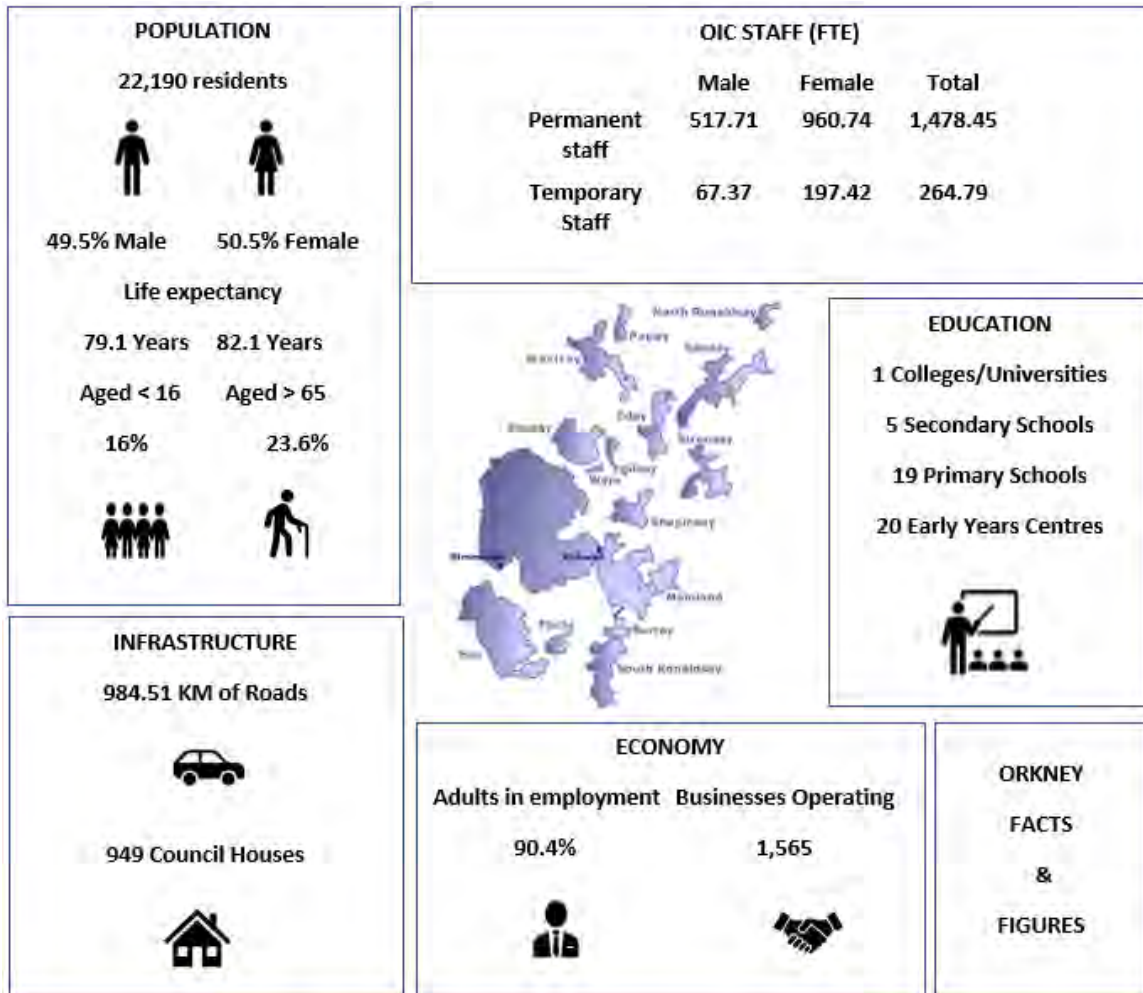 POPULATION
22,190 residents
49.5% Male 50.5% Female
Life expectancy
79.1 Years 82.1 Years
Aged < 16 Aged > 65
16% 23.6%
OIC STAFF (FTE)
Male Female Total
Permanent staff 517.71 960.74 1,478.45
Temporary Staff 67.37 197.42 264.79
North Ronaldsay
Papay
Westray
Sanday
Eday
Rousay
Stronsay
Egilsay
Wyre
Shapinsay
Stromness
Kirkwall
Mainland
Burray
Flotta
Hoy
South Ronaldsay
EDUCATION
1 Colleges/Universities
5 Secondary Schools
19 Primary Schools
20 Early Years Centres
INFRASTRUCTURE
984.51 KM of Roads
949 Council Houses
ECONOMY
Adults in employment Businesses Operating
90.4% 1,565
ORKNEY
FACTS
&
FIGURES